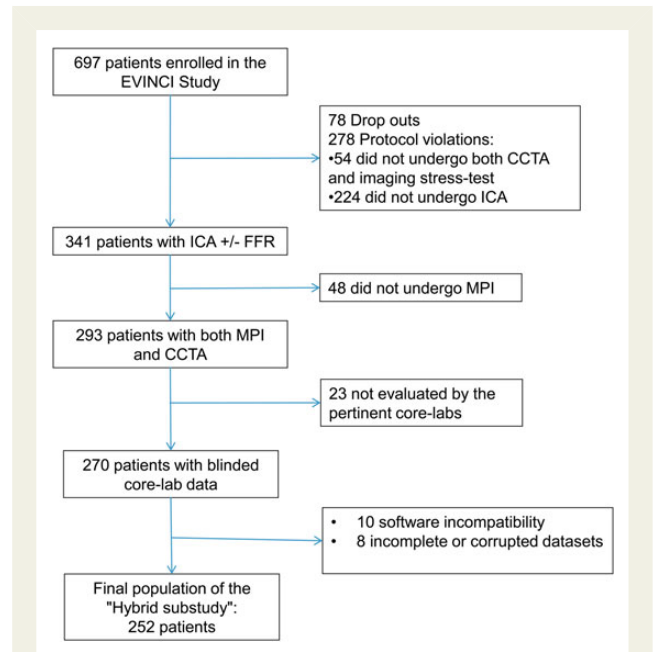 697 patients enrolled in the
EVINCI Study
78 Drop outs
278 Protocol violations:
•54 did not undergo both CCTA
and imaging stress-test
•224 did not undergo ICA
341 patients with ICA +/- FFR
48 did not undergo MPI
293 patients with both MPI
and CCTA
23 not evaluated by the
pertinent core-labs
270 patients with blinded
core-lab data
• 10 software incompatibility
• 8 incomplete or corrupted datasets
Final population of the
"Hybrid substudy":
252 patients